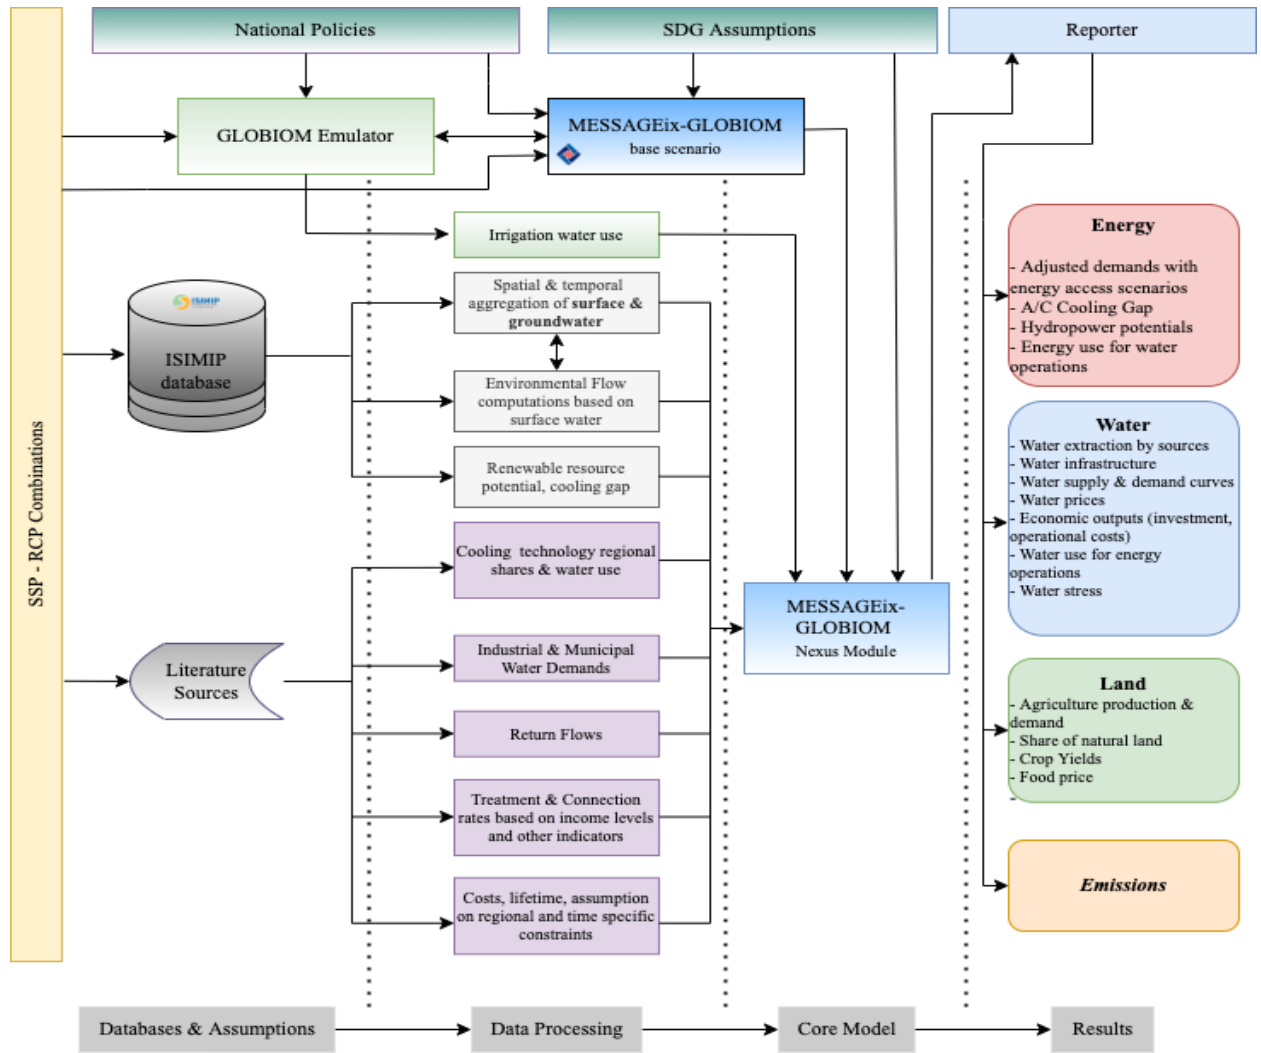 National Policies
SDG Assumptions
Reporter
SSP - RCP Combinations
GLOBIOM Emulator
MESSAGEix-GLOBIOM
base scenario
Irrigation water use
ISIMIP
ISIMIP
database
Spatial & temporal
aggregation of surface &
groundwater
Environmental Flow
computations based on
surface water
Renewable resource
potential, cooling gap
Literature
Sources
Cooling technology regional
shares & water use
Industrial & Municipal
Water Demands
Return Flows
Treatment & Connection
rates based on income levels
and other indicators
Costs, lifetime, assumption
on regional and time specific
constraints
MESSAGEix-
GLOBIOM
Nexus Module
Energy
- Adjusted demands with
energy access scenarios
- A/C Cooling Gap
- Hydropower potentials
- Energy use for water
operations
Water
- Water extraction by sources
- Water infrastructure
- Water supply & demand curves
- Water prices
- Economic outputs (investment,
operational costs)
- Water use for energy
operations
- Water stress
Land
- Agriculture production &
demand
- Share of natural land
- Crop Yields
- Food price
-
Emissions
Databases & Assumptions
Data Processing
Core Model
Results